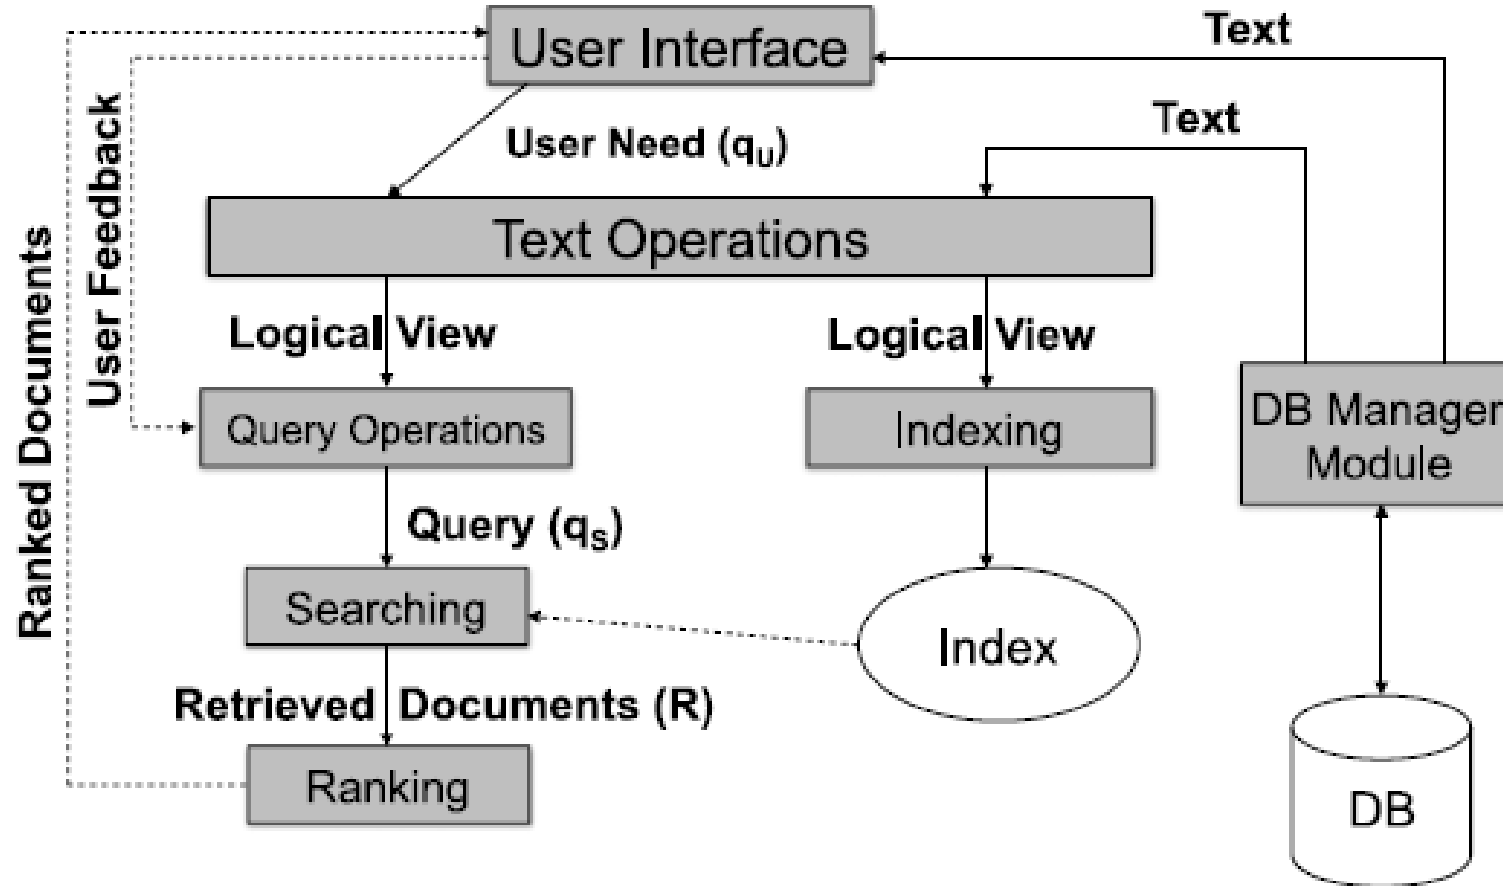 User Interface
Text
Text
User Need (qU)
Text Operations
Logical View
Logical View
User Feedback
Ranked Documents
Query Operations
Indexing
DB Manager
Module
Query (qS)
Searching
Index
Retrieved Documents (R)
Ranking
DB